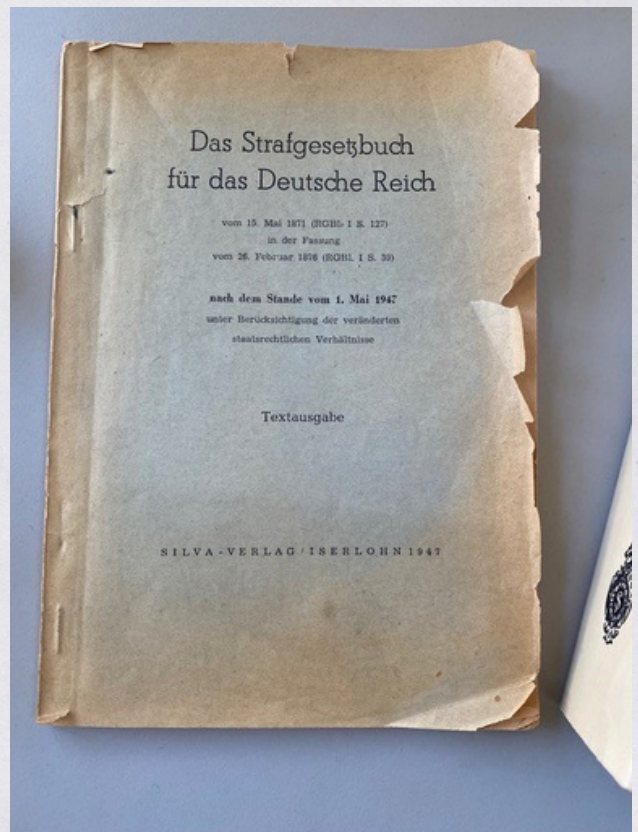 Das Strafgesetzbuch
für das Deutsche Reich
vom 15. Mai 1871 (RGBl. I S. 127)
in der Fassung
vom 26. Februar 1876 (RGBl. I S. 39)
nach dem Stande vom 1. Mai 1947
unter Berücksichtigung der veränderten
staatsrechtlichen Verhältnisse
Textausgabe
SILVA-VERLAG / ISERLOHN 1947